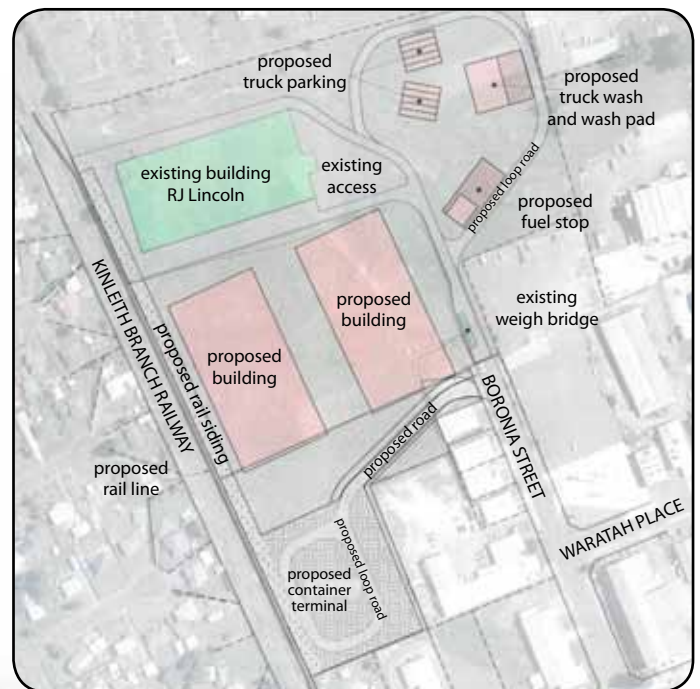 proposed
truck parking
proposed
truck wash
and wash pad
existing building
RJ Lincoln
existing
access
proposed loop road
proposed
fuel stop
KINLEITH BRANCH RAILWAY
proposed rail siding
proposed
building
proposed
building
existing
weigh bridge
BORONIA STREET
proposed road
proposed
rail line
WARATAH PLACE
proposed loop road
proposed
container
terminal